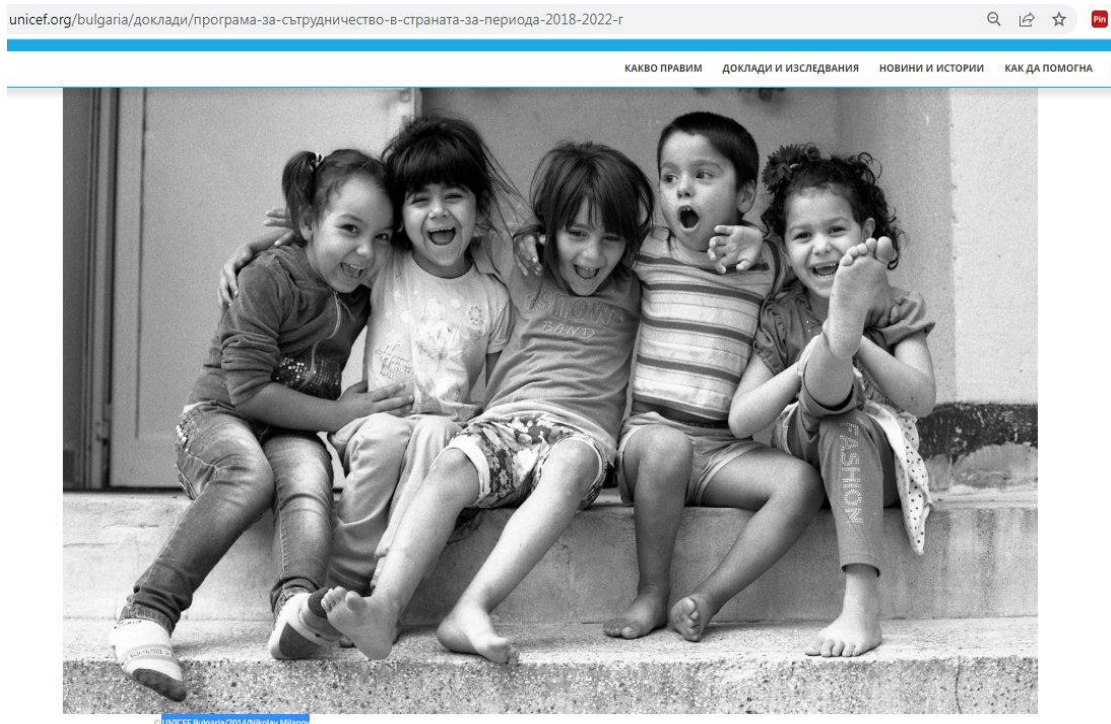 unicef.org/bulgaria/доклади/програма-за-сътрудничество-в-страната-за-периода-2018-2022-г
Pin
КАКВО ПРАВИМ ДОКЛАДИ И ИЗСЛЕДВАНИЯ НОВИНИ И ИСТОРИИ КАК ДА ПОМОГНА
SHOW
BAND
FASHION
© UNICEF Bulgaria/2014/Nikolay Milanov